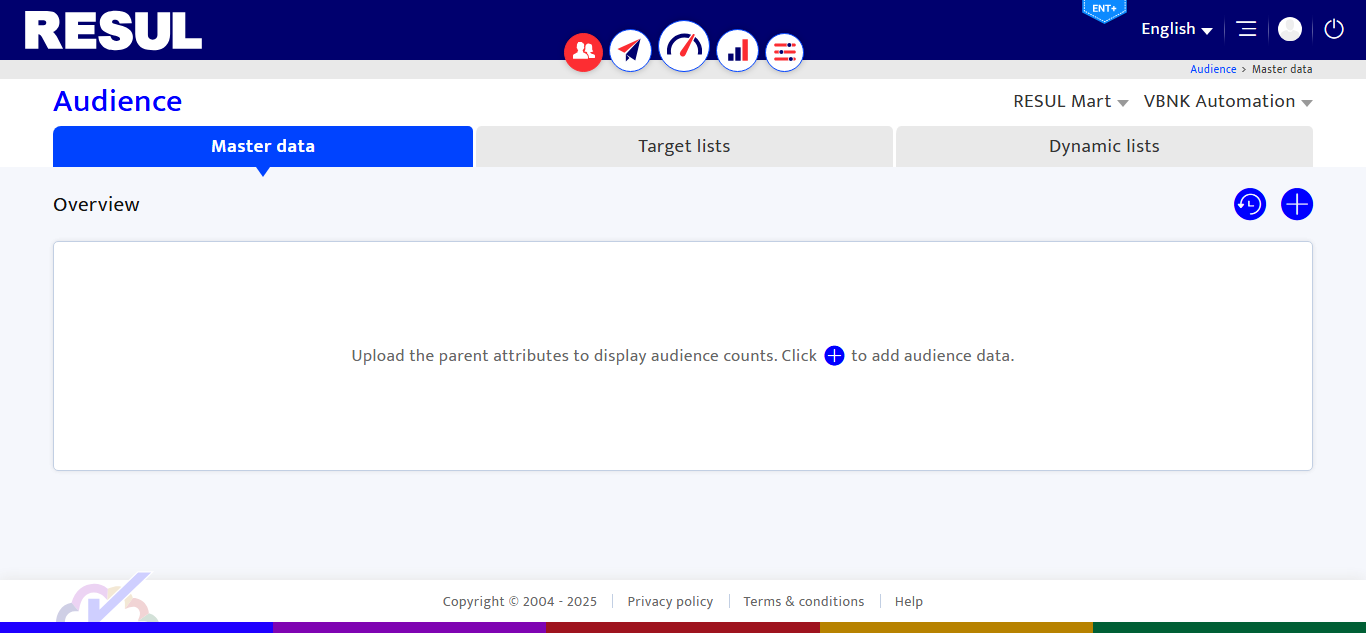 RESUL
ENT+
English
Audience > Master data
Audience
RESUL Mart
VBNK Automation
Master data
Target lists
Dynamic lists
Overview
Upload the parent attributes to display audience counts. Click to add audience data.
Copyright © 2004 - 2025
Privacy policy
Terms & conditions
Help